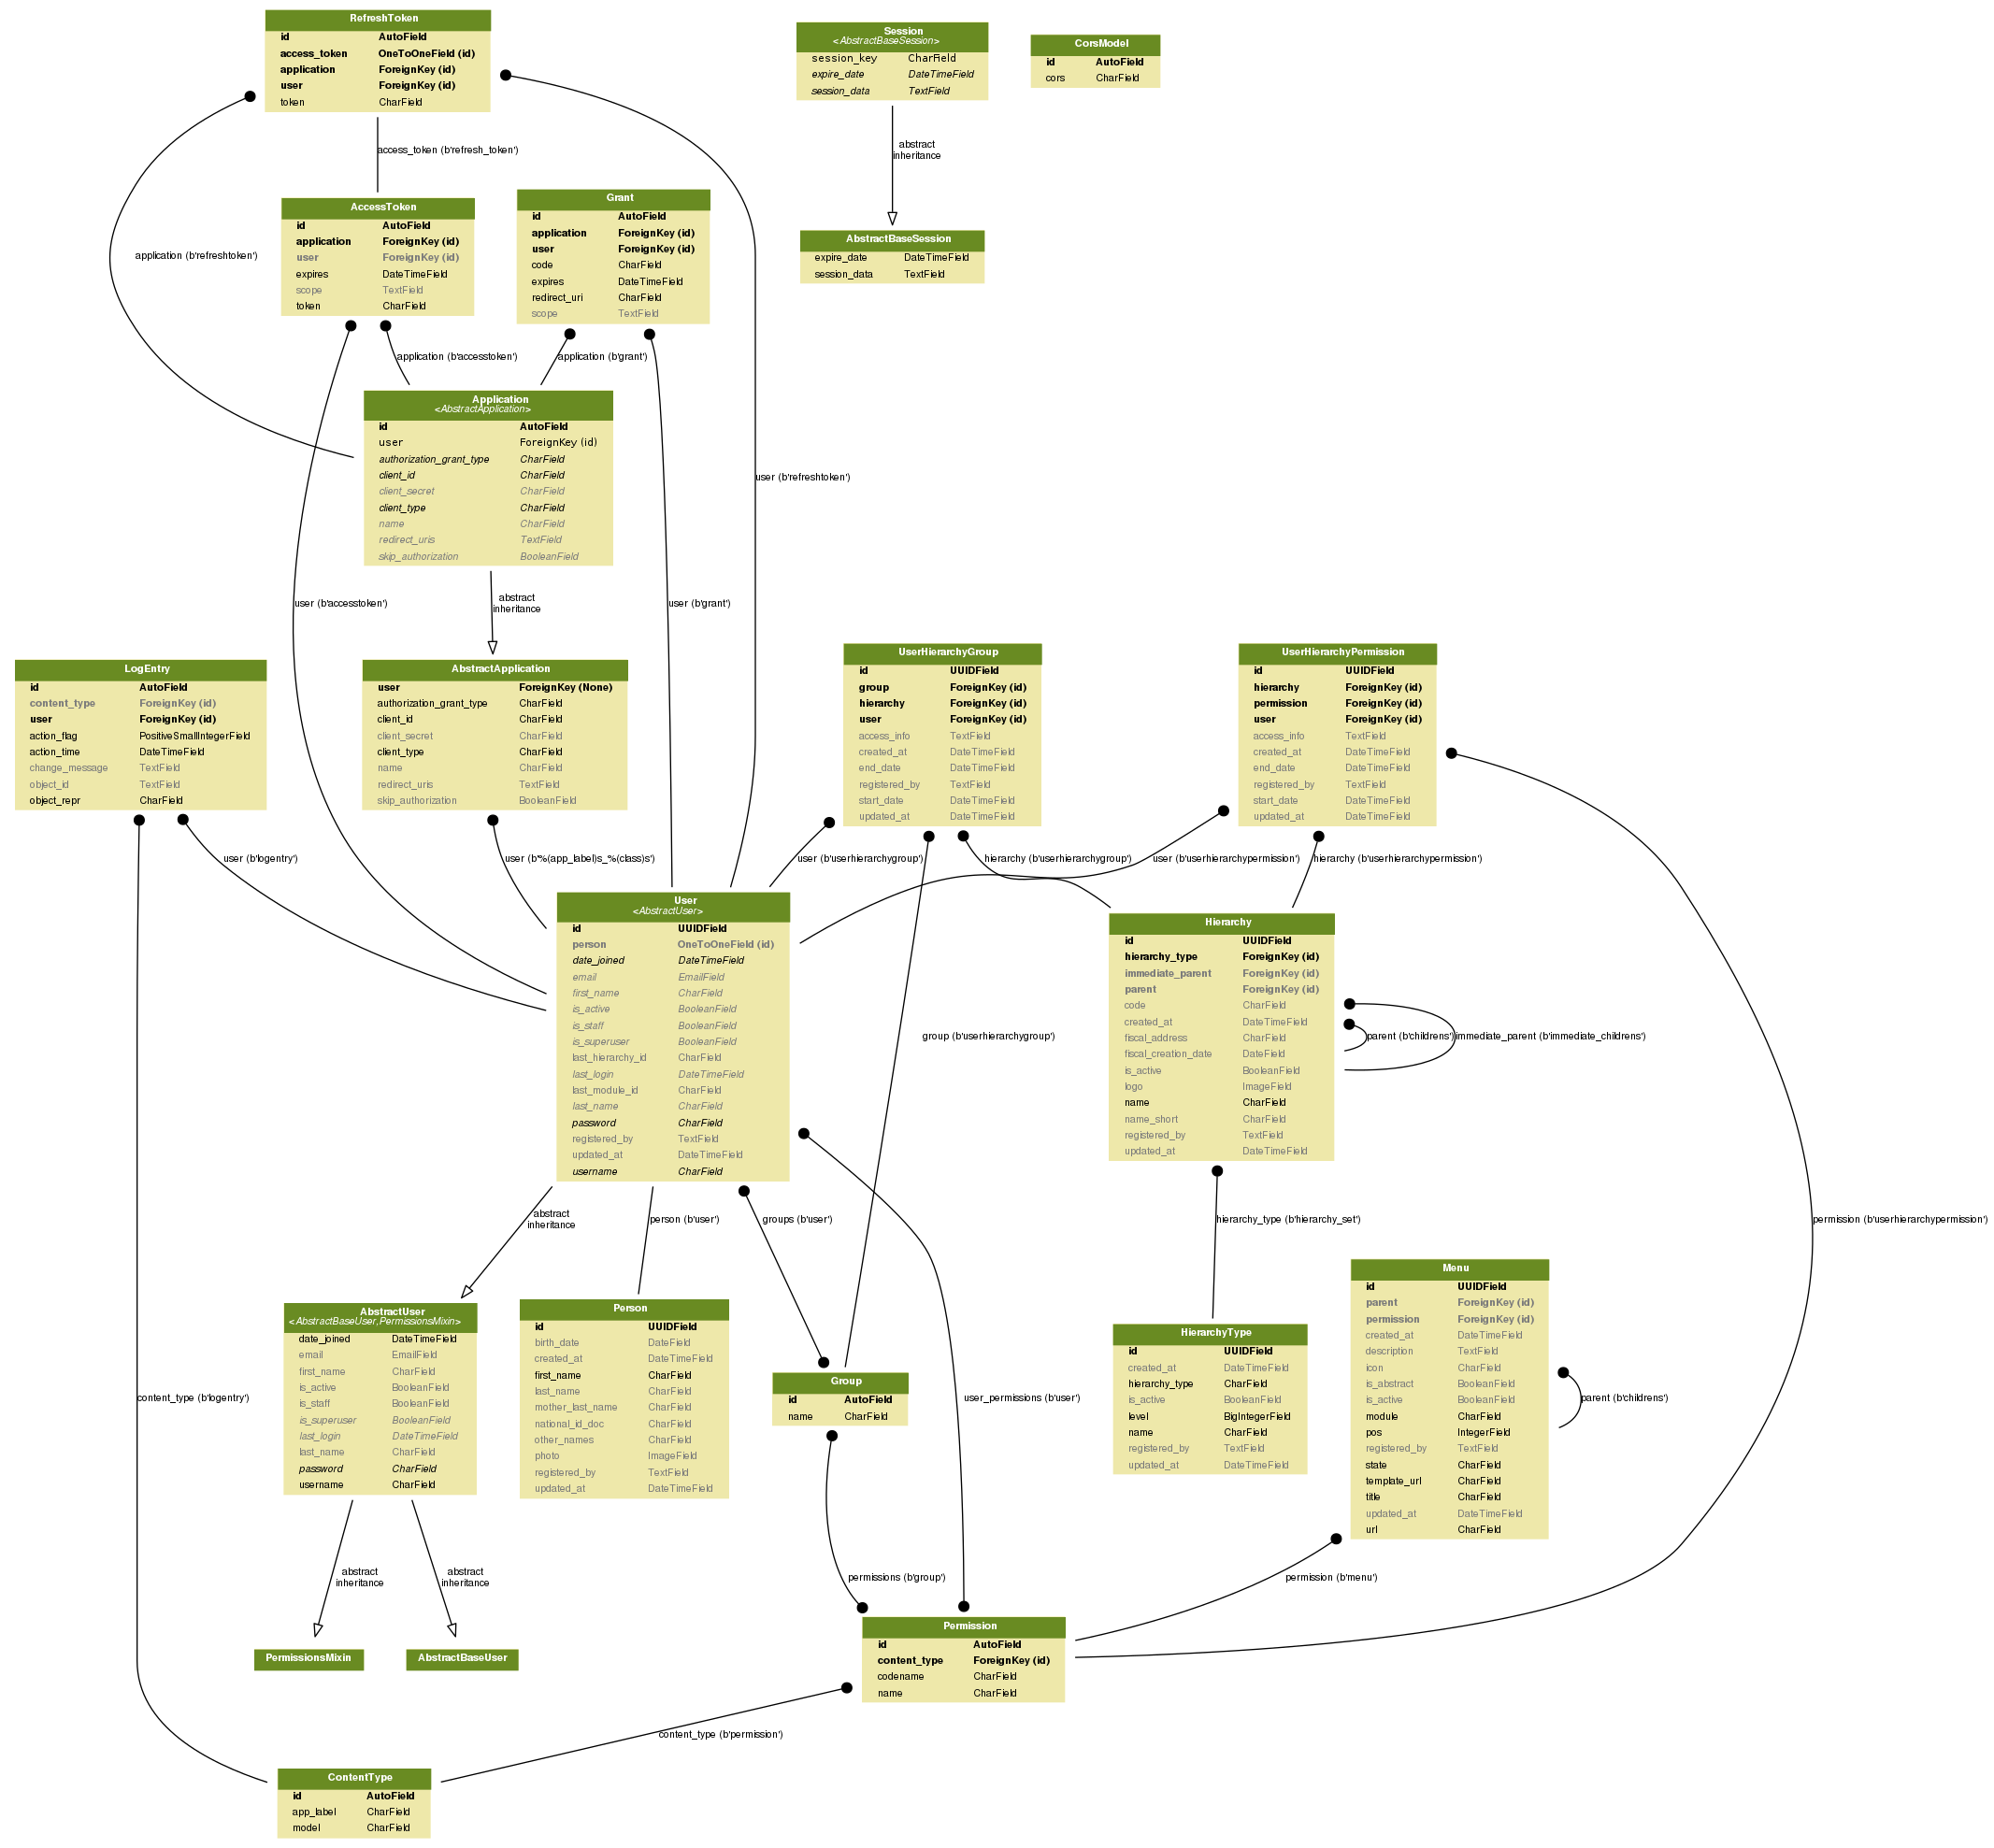 RefreshToken
id AutoField
access_token OneToOneField (id)
application ForeignKey (id)
user ForeignKey (id)
token CharField
Session
<AbstractBaseSession>
session_key CharField
expire_date DateTimeField
session_data TextField
CorsModel
id AutoField
cors CharField
access_token (b'refresh_token')
abstract
inheritance
AccessToken
id AutoField
application ForeignKey (id)
user ForeignKey (id)
expires DateTimeField
scope TextField
token CharField
Grant
id AutoField
application ForeignKey (id)
user ForeignKey (id)
code CharField
expires DateTimeField
redirect_uri CharField
scope TextField
AbstractBaseSession
expire_date DateTimeField
session_data TextField
application (b'refreshtoken')
application (b'accesstoken')
application (b'grant')
Application
<AbstractApplication>
id AutoField
user ForeignKey (id)
authorization_grant_type CharField
client_id CharField
client_secret CharField
client_type CharField
name CharField
redirect_uris TextField
skip_authorization BooleanField
user (b'refreshtoken')
user (b'accesstoken')
abstract
inheritance
user (b'grant')
LogEntry
id AutoField
content_type ForeignKey (id)
user ForeignKey (id)
action_flag PositiveSmallIntegerField
action_time DateTimeField
change_message TextField
object_id TextField
object_repr CharField
AbstractApplication
user ForeignKey (None)
authorization_grant_type CharField
client_id CharField
client_secret CharField
client_type CharField
name CharField
redirect_uris TextField
skip_authorization BooleanField
UserHierarchyGroup
id UUIDField
group ForeignKey (id)
hierarchy ForeignKey (id)
user ForeignKey (id)
access_info TextField
created_at DateTimeField
end_date DateTimeField
registered_by TextField
start_date DateTimeField
updated_at DateTimeField
UserHierarchyPermission
id UUIDField
hierarchy ForeignKey (id)
permission ForeignKey (id)
user ForeignKey (id)
access_info TextField
created_at DateTimeField
end_date DateTimeField
registered_by TextField
start_date DateTimeField
updated_at DateTimeField
user (b'logentry')
user (b'%(app_label)s_%(class)s')
user (b'userhierarchygroup')
hierarchy (b'userhierarchygroup')
user (b'userhierarchypermission')
hierarchy (b'userhierarchypermission')
User
<AbstractUser>
id UUIDField
person OneToOneField (id)
date_joined DateTimeField
email EmailField
first_name CharField
is_active BooleanField
is_staff BooleanField
is_superuser BooleanField
last_hierarchy_id CharField
last_login DateTimeField
last_module_id CharField
last_name CharField
password CharField
registered_by TextField
updated_at DateTimeField
username CharField
group (b'userhierarchygroup')
Hierarchy
id UUIDField
hierarchy_type ForeignKey (id)
immediate_parent ForeignKey (id)
parent ForeignKey (id)
code CharField
created_at DateTimeField
fiscal_address CharField
fiscal_creation_date DateField
is_active BooleanField
logo ImageField
name CharField
name_short CharField
registered_by TextField
updated_at DateTimeField
parent (b'childrens')
immediate_parent (b'immediate_childrens')
abstract
inheritance
person (b'user')
groups (b'user')
hierarchy_type (b'hierarchy_set')
permission (b'userhierarchypermission')
AbstractUser
<AbstractBaseUser,PermissionsMixin>
date_joined DateTimeField
email EmailField
first_name CharField
is_active BooleanField
is_staff BooleanField
is_superuser BooleanField
last_login DateTimeField
last_name CharField
password CharField
username CharField
Person
id UUIDField
birth_date DateField
created_at DateTimeField
first_name CharField
last_name CharField
mother_last_name CharField
national_id_doc CharField
other_names CharField
photo ImageField
registered_by TextField
updated_at DateTimeField
Group
id AutoField
name CharField
HierarchyType
id UUIDField
created_at DateTimeField
hierarchy_type CharField
is_active BooleanField
level BigIntegerField
name CharField
registered_by TextField
updated_at DateTimeField
Menu
id UUIDField
parent ForeignKey (id)
permission ForeignKey (id)
created_at DateTimeField
description TextField
icon CharField
is_abstract BooleanField
is_active BooleanField
module CharField
pos IntegerField
registered_by TextField
state CharField
template_url CharField
title CharField
updated_at DateTimeField
url CharField
content_type (b'logentry')
user_permissions (b'user')
parent (b'childrens')
abstract
inheritance
abstract
inheritance
permissions (b'group')
permission (b'menu')
PermissionsMixin
AbstractBaseUser
Permission
id AutoField
content_type ForeignKey (id)
codename CharField
name CharField
content_type (b'permission')
ContentType
id AutoField
app_label CharField
model CharField